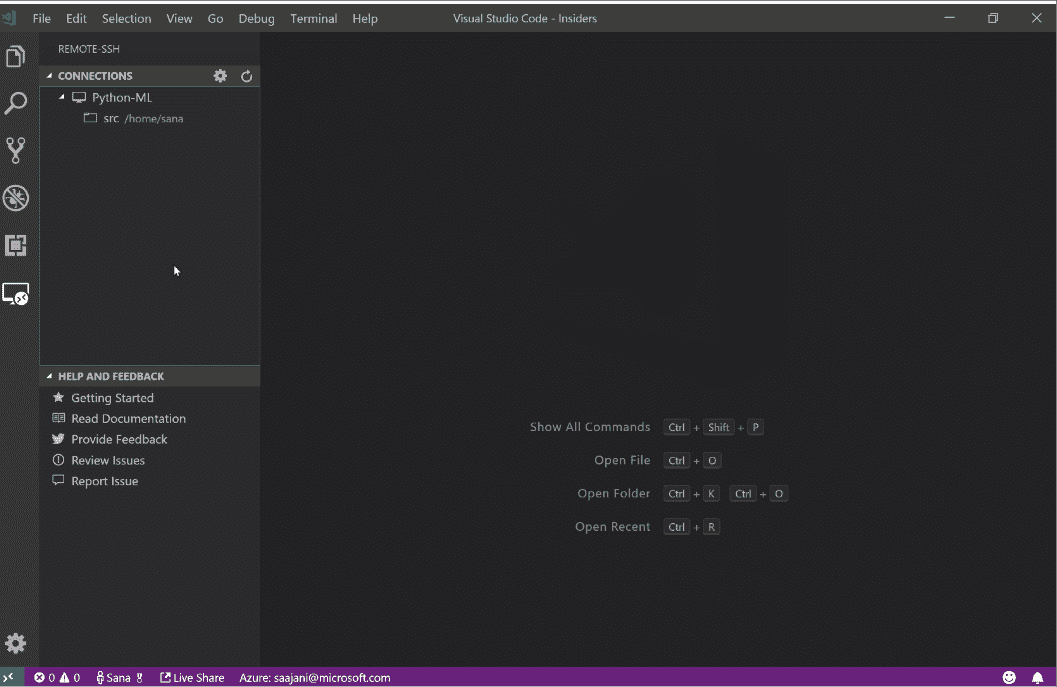 File Edit Selection View Go Debug Terminal Help Visual Studio Code - Insiders
REMOTE-SSH
CONNECTIONS
Python-ML
src /home/sana
HELP AND FEEDBACK
Getting Started
Read Documentation
Provide Feedback
Review Issues
Report Issue
Show All Commands Ctrl + Shift + P
Open File Ctrl + O
Open Folder Ctrl + K Ctrl + O
Open Recent Ctrl + R
0 0 Sana Live Share Azure: saajani@microsoft.com